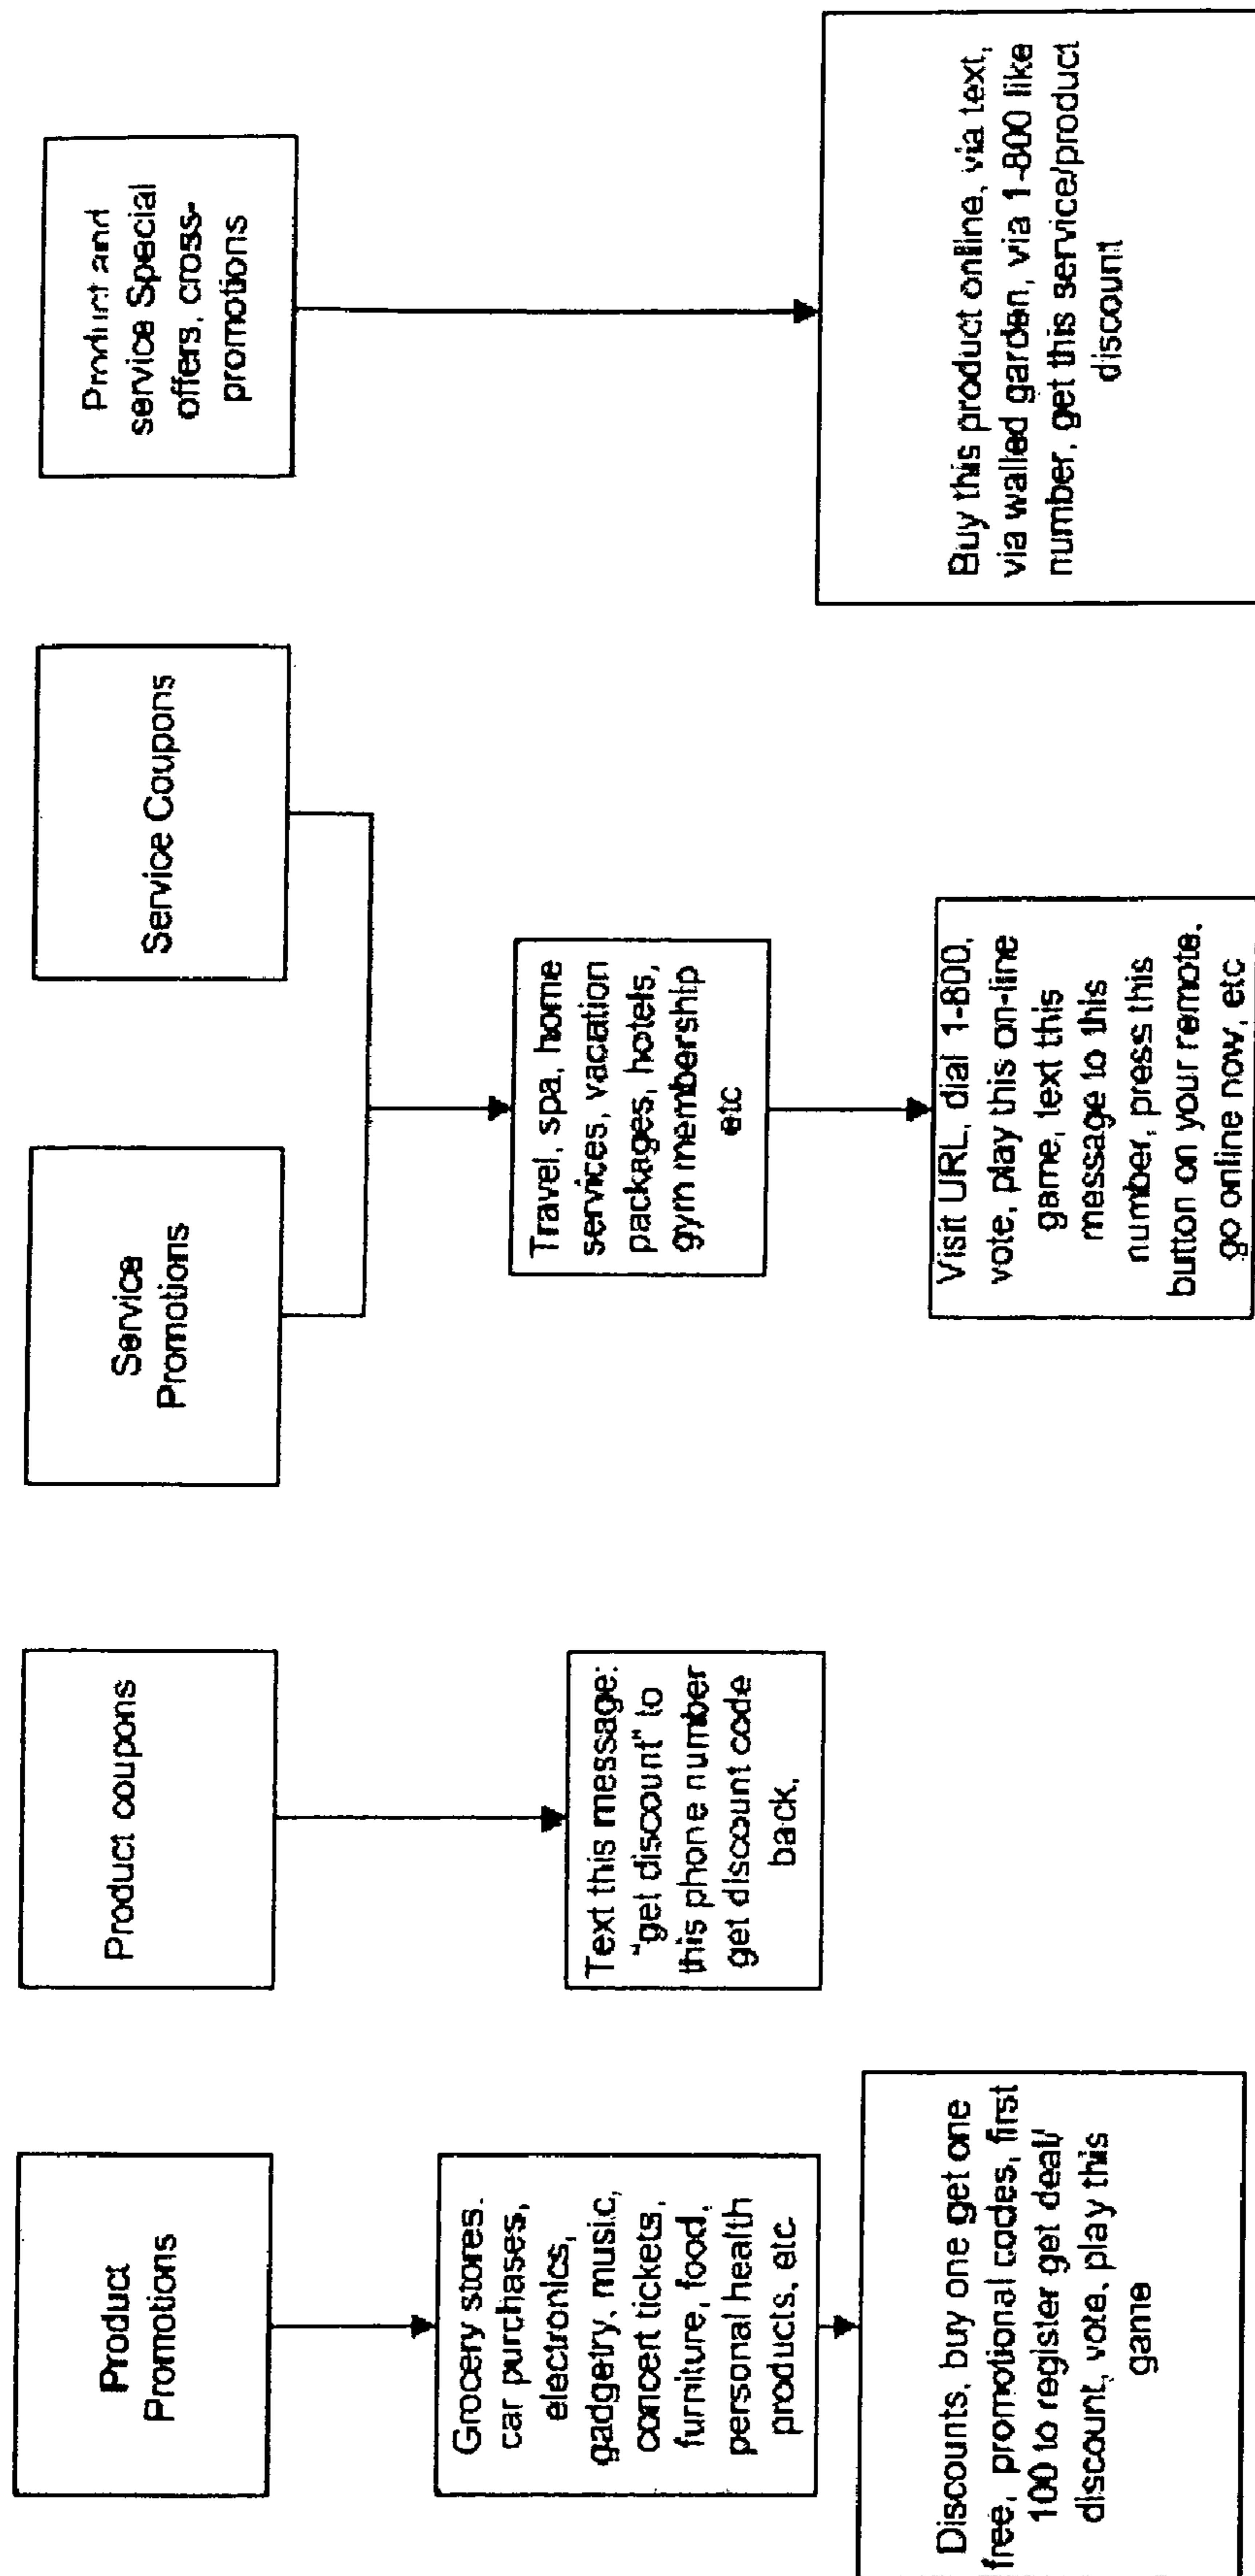 Product
Promotions
Product coupons
Service
Promotions
Service Coupons
Product and
service Special
offers, cross-
promotions
Grocery stores.
car purchases,
electronics,
gadgetry, music,
concert tickets,
furniture, food,
personal health
products, etc
Text this message:
"get discount" to
this phone number
get discount code
back.
Travel, spa, home
services, vacation
packages, hotels,
gym membership
etc
Discounts, buy one get one
free, promotional codes, first
100 to register get deal/
discount, vote, play this
game
Visit URL, dial 1-800,
vote, play this on-line
game, text this
message to this
number, press this
button on your remote,
go online now, etc
Buy this product online, via text,
via walled garden, via 1-800 like
number, get this service/product
discount